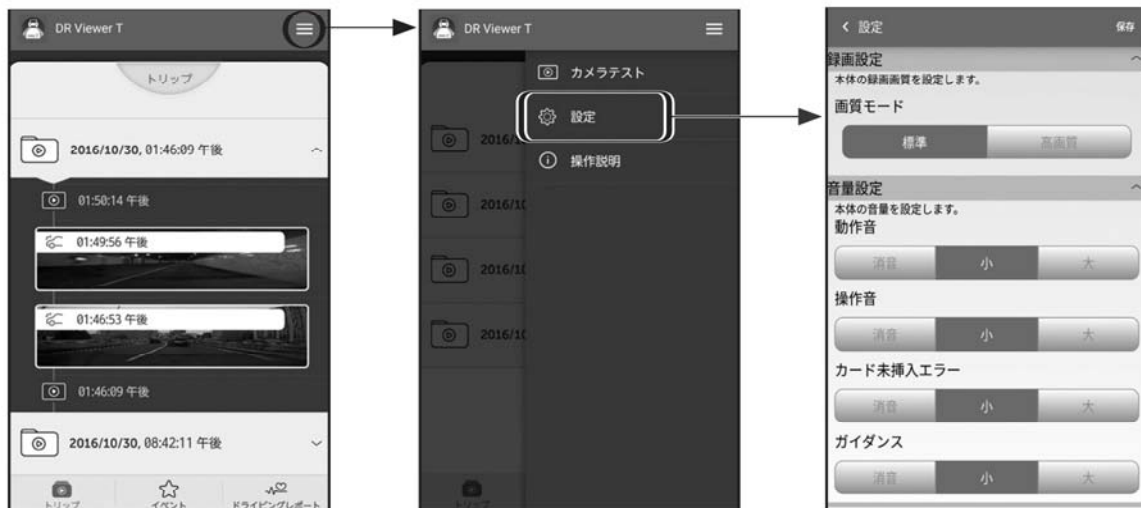 DR Viewer T
トリップ
2016/10/30, 01:46:09 午後
01:50:14 午後
01:49:56 午後
01:46:53 午後
01:46:09 午後
2016/10/30, 08:42:11 午後
トリップ
イベント
ドライビングレポート
DR Viewer T
カメラテスト
設定
操作説明
2016/1
2016/10
2016/10
2016/10
トリップ
設定
保存
録画設定
本体の録画画質を設定します。
画質モード
標準 高画質
音量設定
本体の音量を設定します。
動作音
消音 小 大
操作音
消音 小 大
カード未挿入エラー
消音 小 大
ガイダンス
消音 小 大